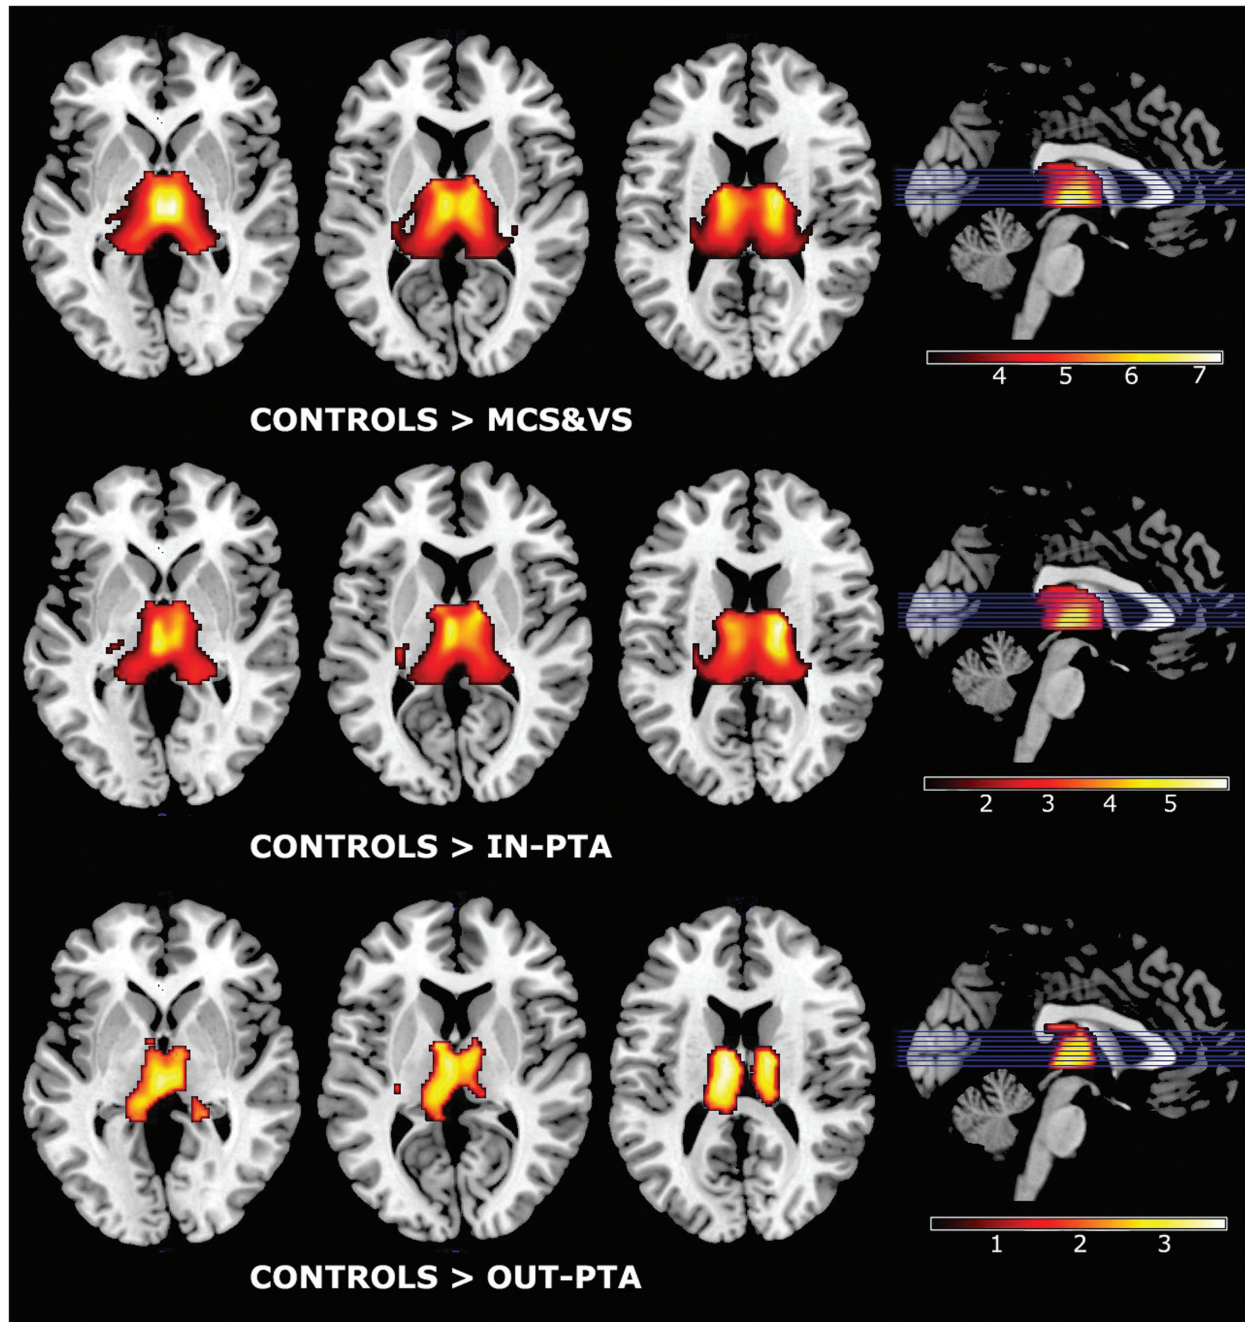 4 5 6 7
CONTROLS > MCS&VS
2 3 4 5
CONTROLS > IN-PTA
1 2 3
CONTROLS > OUT-PTA